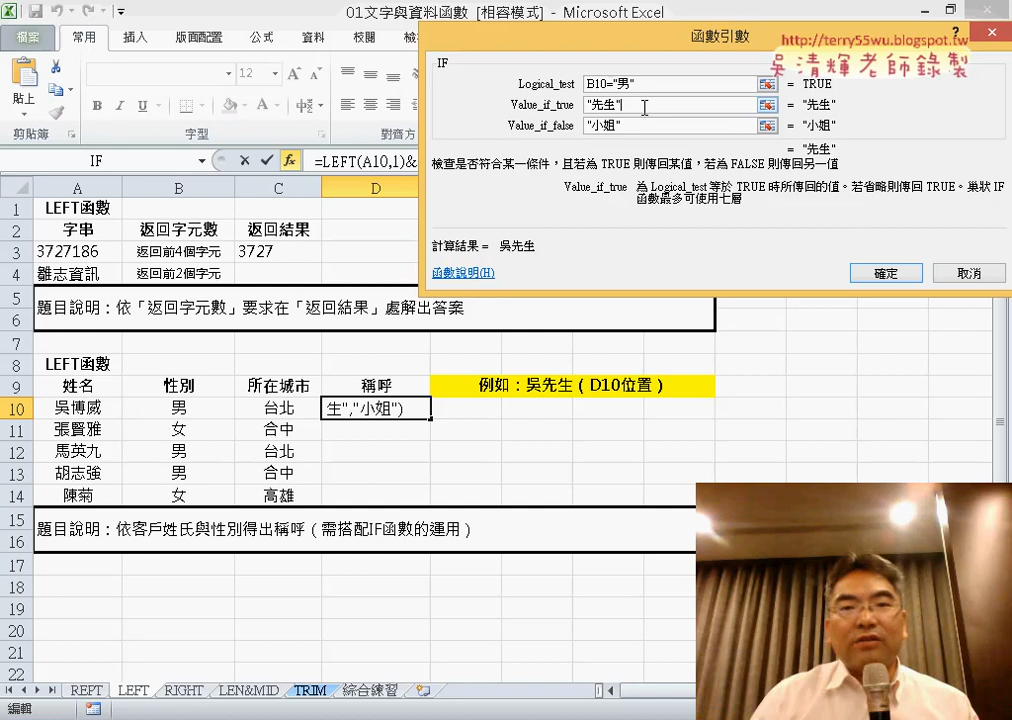 01文字與資料函數 [相容模式] - Microsoft Excel
檔案 常用 插入 版面配置 公式 資料 校閱
函數引數
http://terry55wu.blogspot.tw
吳清輝老師錄製
貼上
剪貼簿
12
字型
對齊方
IF
Logical_test B10="男" = TRUE
Value_if_true "先生" = "先生"
Value_if_false "小姐" = "小姐"
= "先生"
檢查是否符合某一條件，且若為 TRUE 則傳回某值，若為 FALSE 則傳回另一值
Value_if_true 為 Logical_test 等於 TRUE 時所傳回的值。若省略則傳回 TRUE。巢狀 IF
函數最多可使用七層
計算結果 = 吳先生
函數說明(H)
確定 取消
IF =LEFT(A10,1)&
A B C D
1 LEFT函數
2 字串 返回字元數 返回結果
3 3727186 返回前4個字元 3727
4 雛志資訊 返回前2個字元
5 題目說明：依「返回字元數」要求在「返回結果」處解出答案
6
7
8 LEFT函數
9 姓名 性別 所在城市 稱呼 例如：吳先生（D10位置）
10 吳博威 男 台北 生","小姐")
11 張賢雅 女 台中
12 馬英九 男 台北
13 胡志強 男 台中
14 陳菊 女 高雄
15 題目說明：依客戶姓氏與性別得出稱呼（需搭配IF函數的運用）
16
17
18
19
20
21
22
REPT LEFT RIGHT LEN&MID TRIM 綜合練習
編輯